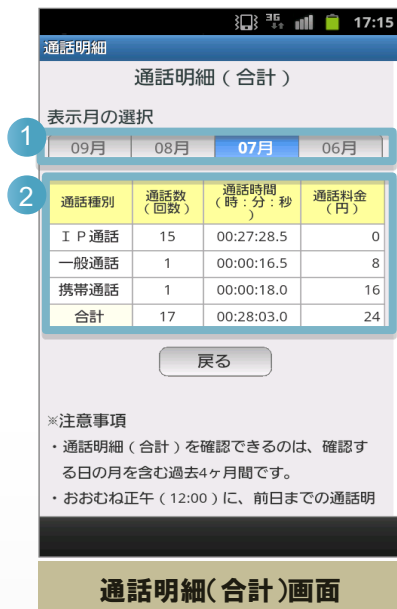 3G 17:15
通話明細
通話明細（合計）
表示月の選択
1
09月 08月 07月 06月
2
通話種別 通話数（回数） 通話時間（時：分：秒） 通話料金（円）
ＩＰ通話 15 00:27:28.5 0
一般通話 1 00:00:16.5 8
携帯通話 1 00:00:18.0 16
合計 17 00:28:03.0 24
戻る
※注意事項
・通話明細（合計）を確認できるのは、確認す
る日の月を含む過去4ヶ月間です。
・おおむね正午（12:00）に、前日までの通話明
通話明細(合計)画面